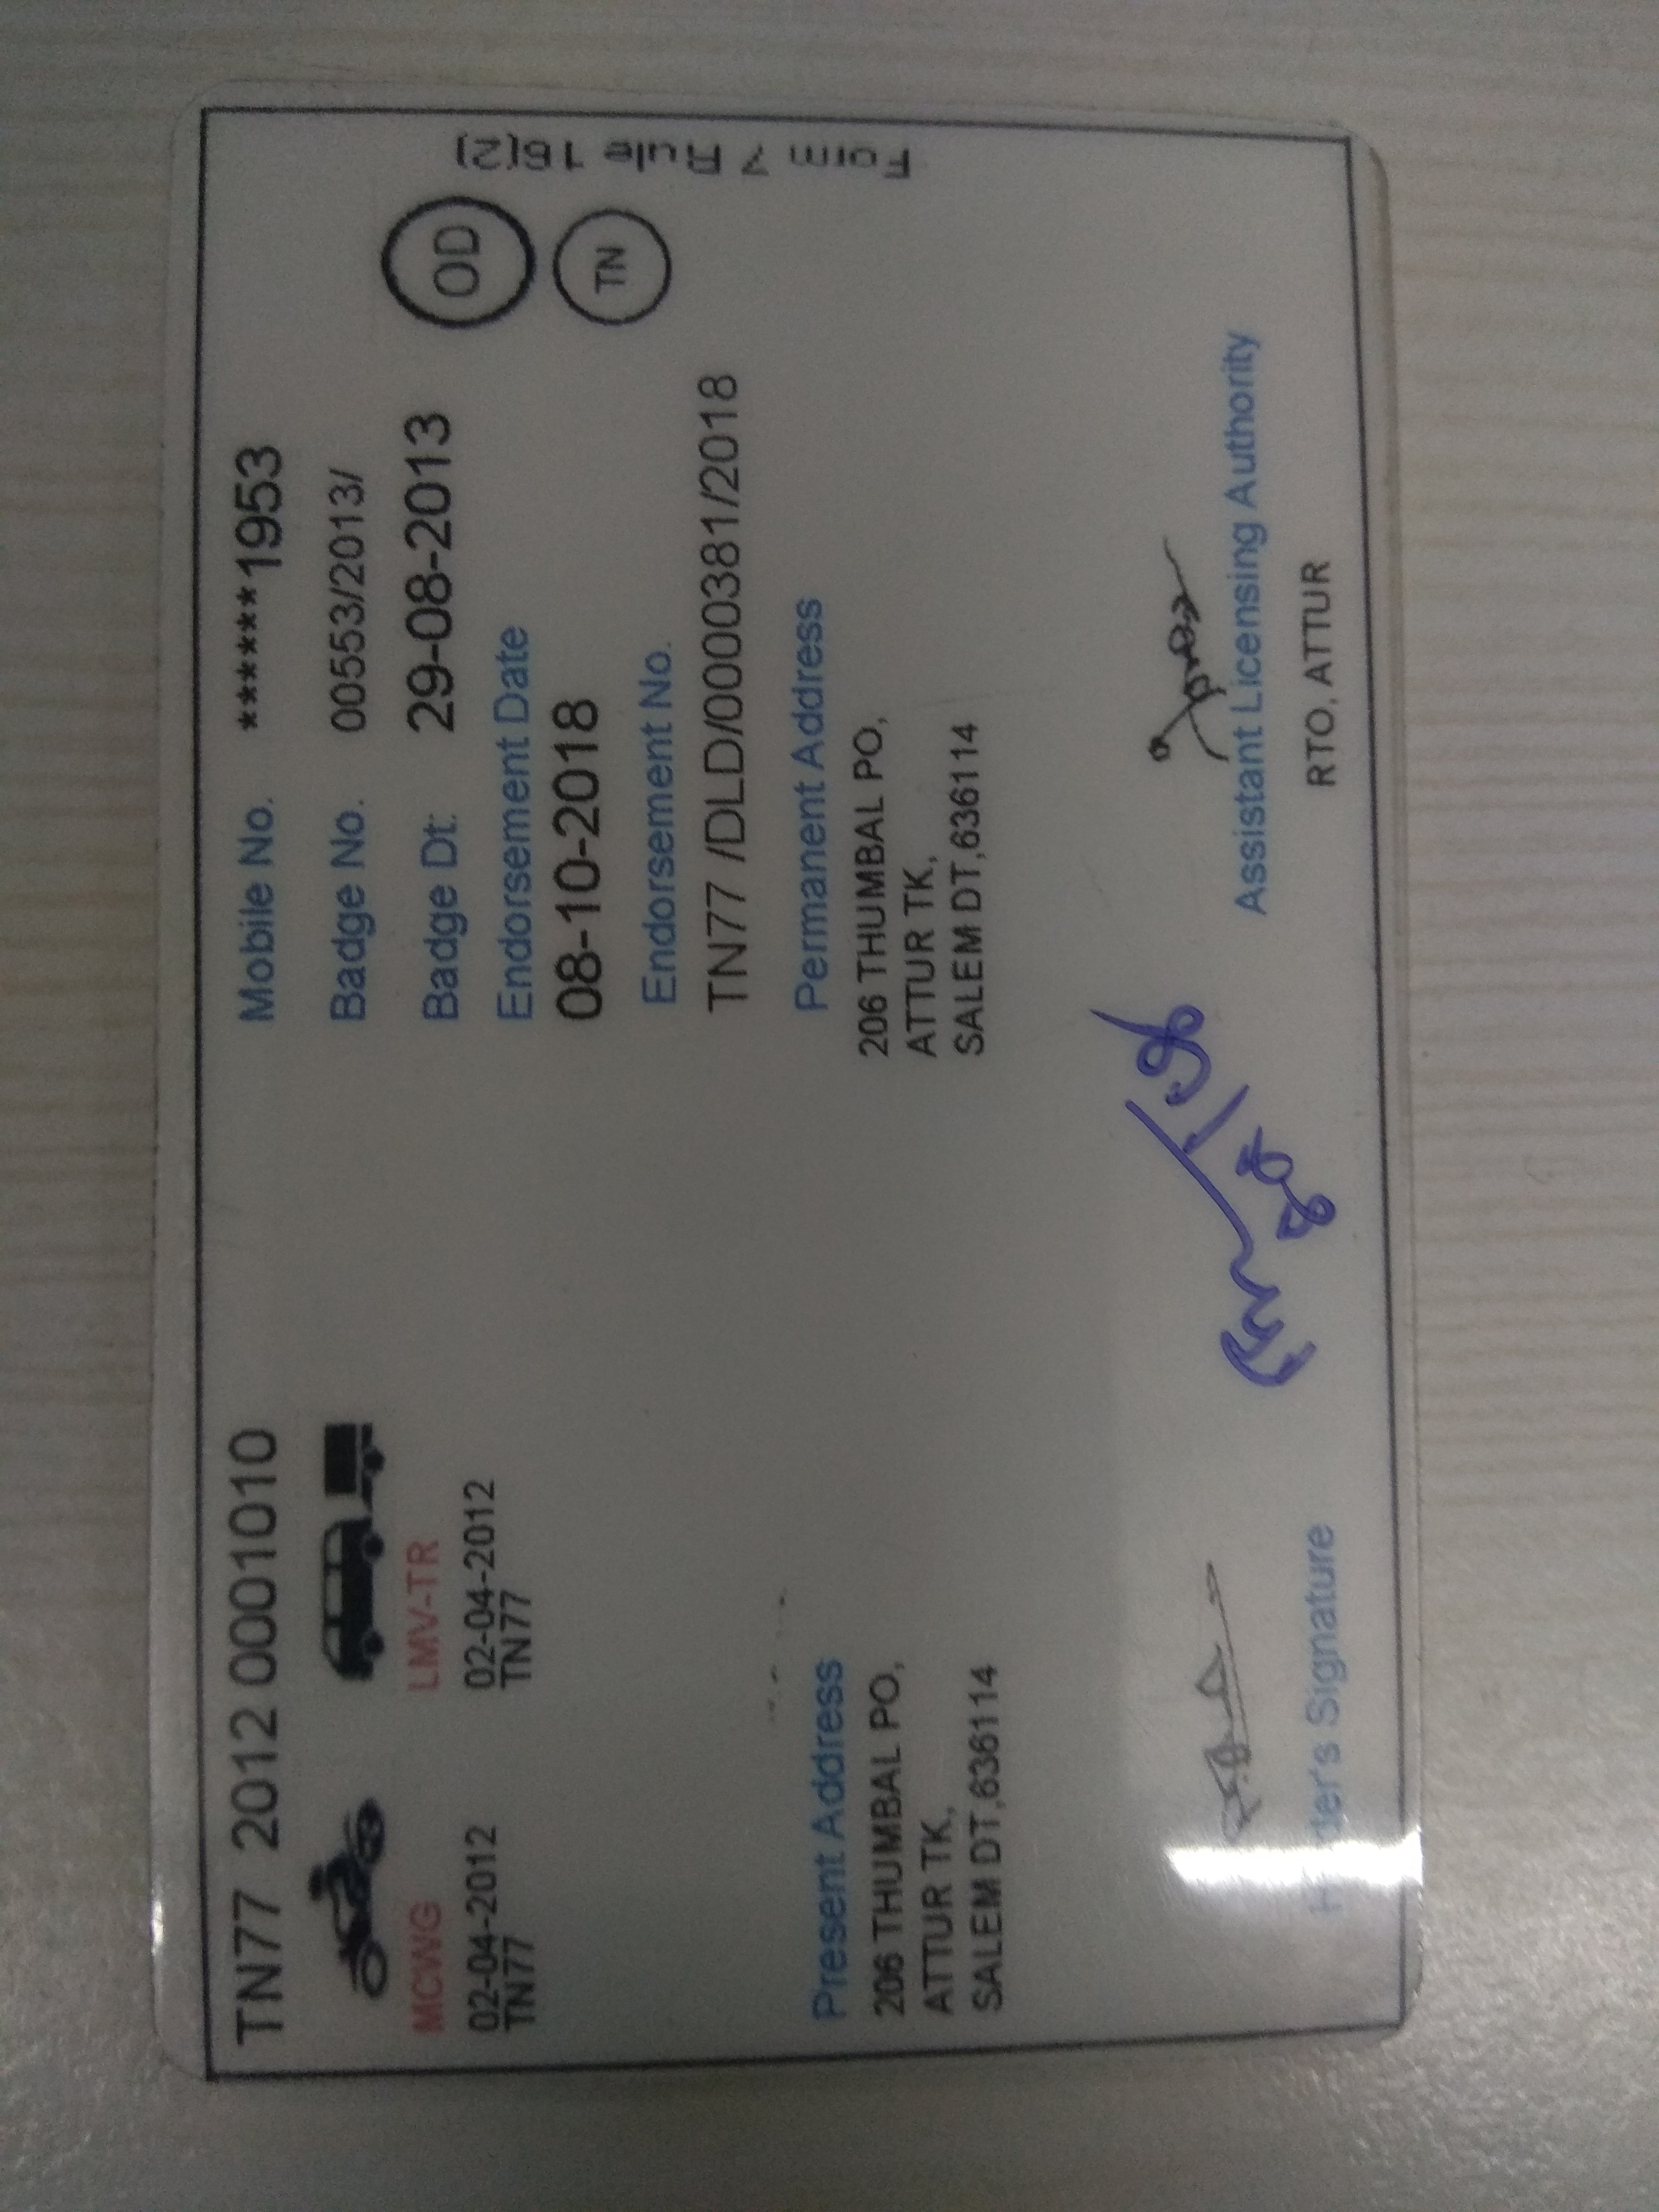 TN77 2012 0001010
MCWG
02-04-2012
TN77
LMV-TR
02-04-2012
TN77
Mobile No. ******1953
Badge No. 00553/2013/
Badge Dt: 29-08-2013
Endorsement Date
08-10-2018
Endorsement No.
TN77 /DLD/0000381/2018
OD
TN
Form 7 Rule 16(2)
Present Address
206 THUMBAL PO,
ATTUR TK,
SALEM DT,636114
Permanent Address
206 THUMBAL PO,
ATTUR TK,
SALEM DT,636114
Holder's Signature
Assistant Licensing Authority
RTO, ATTUR